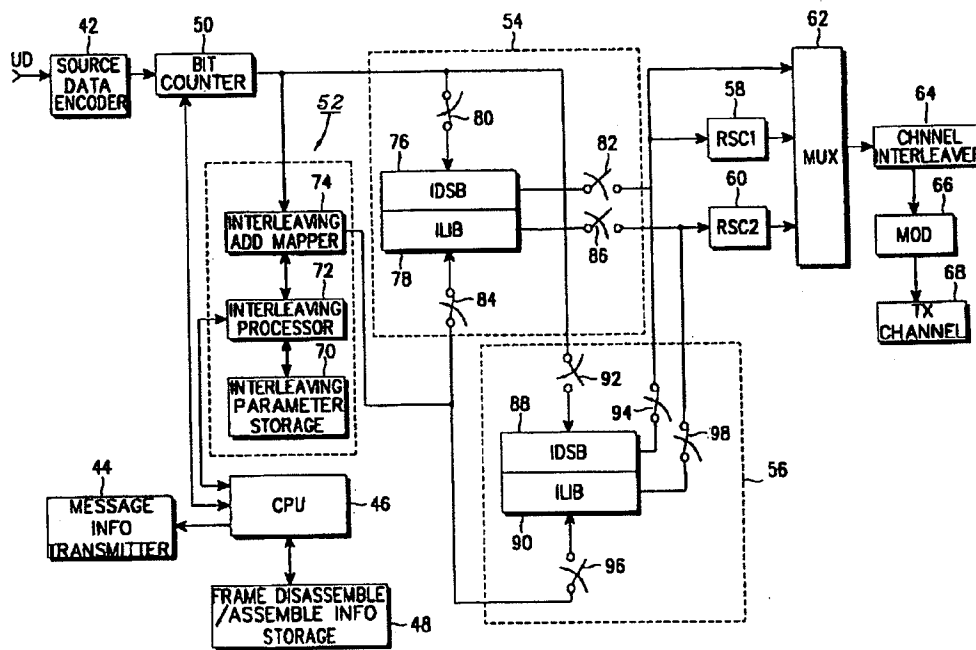 42
50
54
62
UD
SOURCE
DATA
ENCODER
BIT
COUNTER
52
80
58
64
76
82
RSC1
MUX
CHNNEL
INTERLEAVER
74
IDSB
60
66
INTERLEAVING
ADD MAPPER
ILIB
86
RSC2
MOD
78
72
84
68
INTERLEAVING
PROCESSOR
TX
CHANNEL
70
92
INTERLEAVING
PARAMETER
STORAGE
88
94
98
IDSB
44
ILIB
56
MESSAGE
INFO
TRANSMITTER
CPU
46
90
96
FRAME DISASSEMBLE
/ASSEMBLE INFO
STORAGE
48